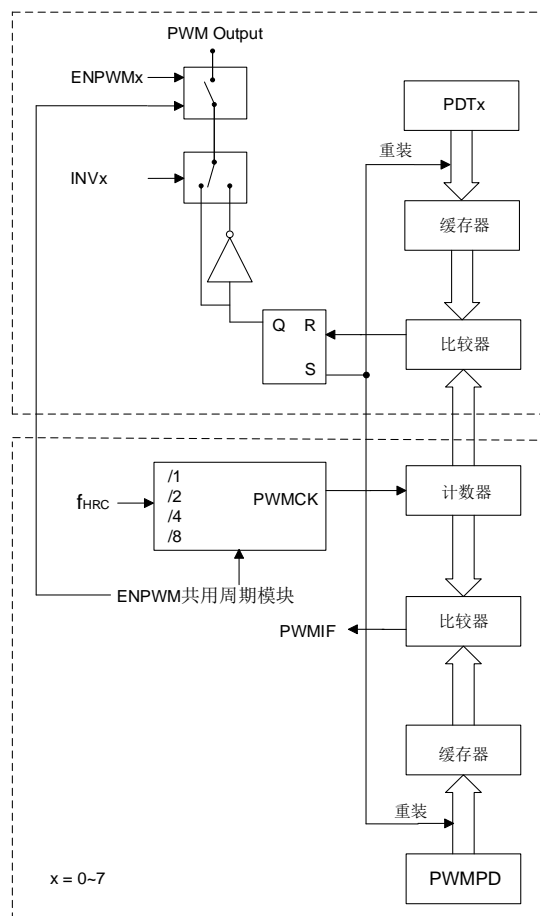 PWM Output
ENPWMx
PDTx
重装
INVx
缓存器
Q R
比较器
S
/1
/2
/4
/8
fHRC
PWMCK
计数器
ENPWM共用周期模块
比较器
PWMIF
缓存器
重装
x = 0~7
PWMPD